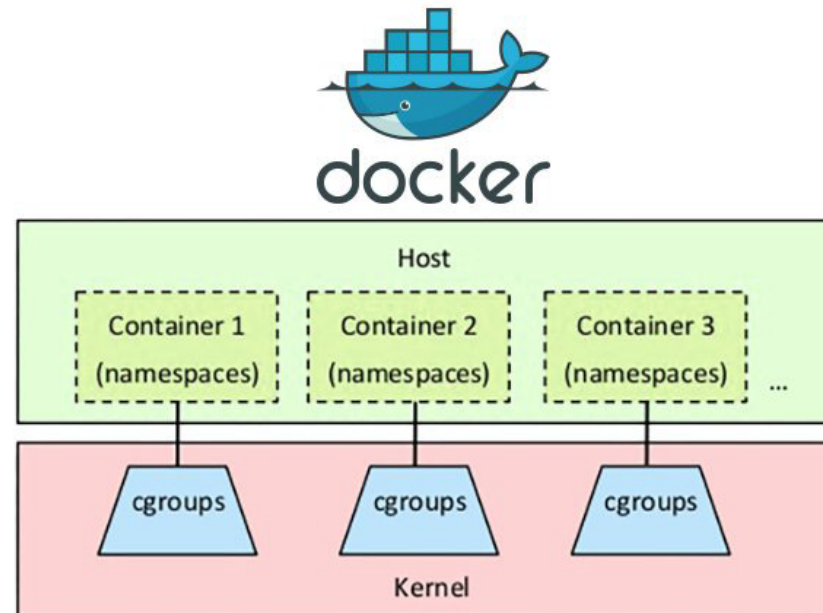 docker
Host
Container 1
(namespaces)
Container 2
(namespaces)
Container 3
(namespaces)
...
cgroups
cgroups
cgroups
Kernel